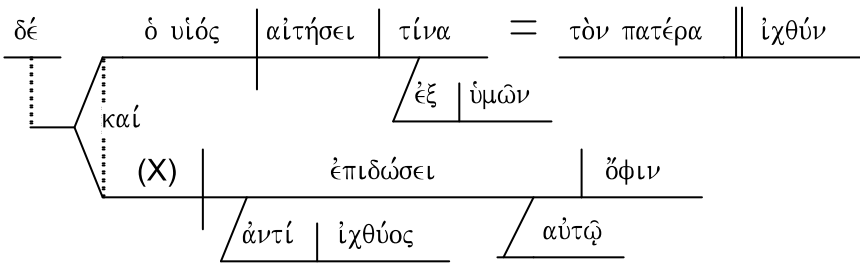 δέ ὁ υἱός αἰτήσει τίνα = τὸν πατέρα ἰχθύν
ἐξ ὑμῶν
καί
(X) ἐπιδώσει ὄφιν
ἀντί ἰχθύος αὐτῷ